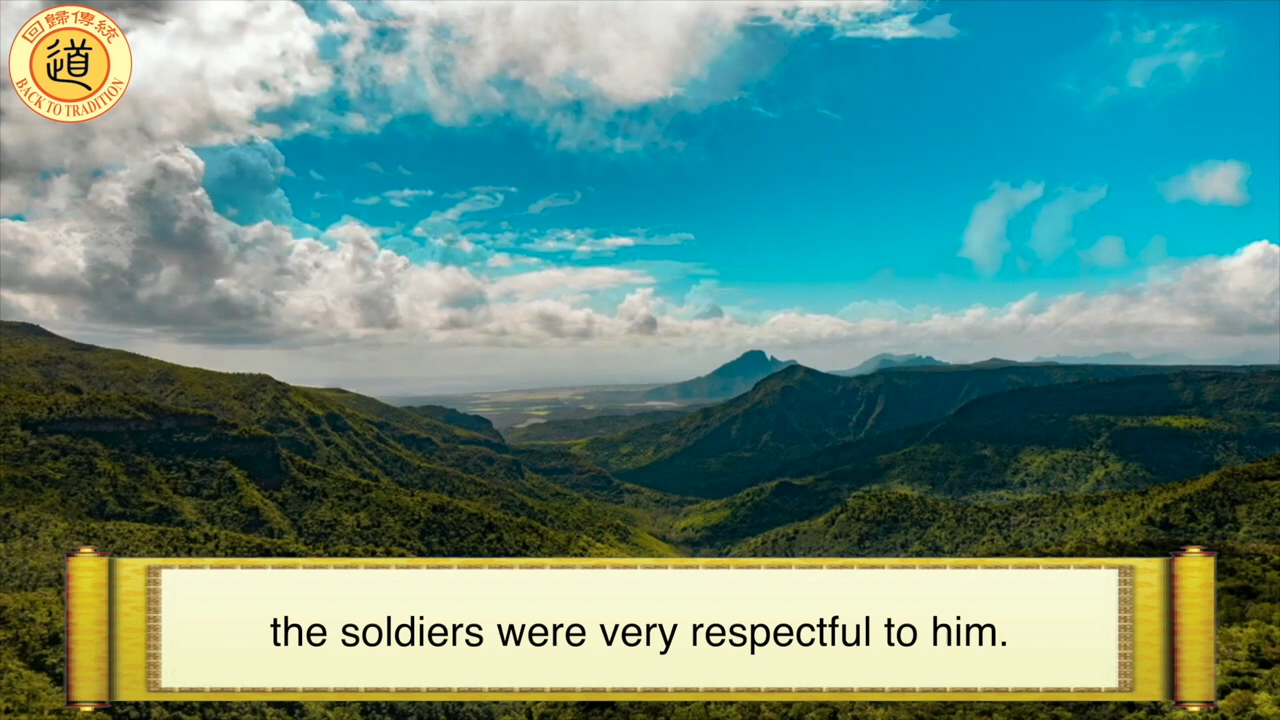 回歸傳統
道
BACK TO TRADITION
the soldiers were very respectful to him.